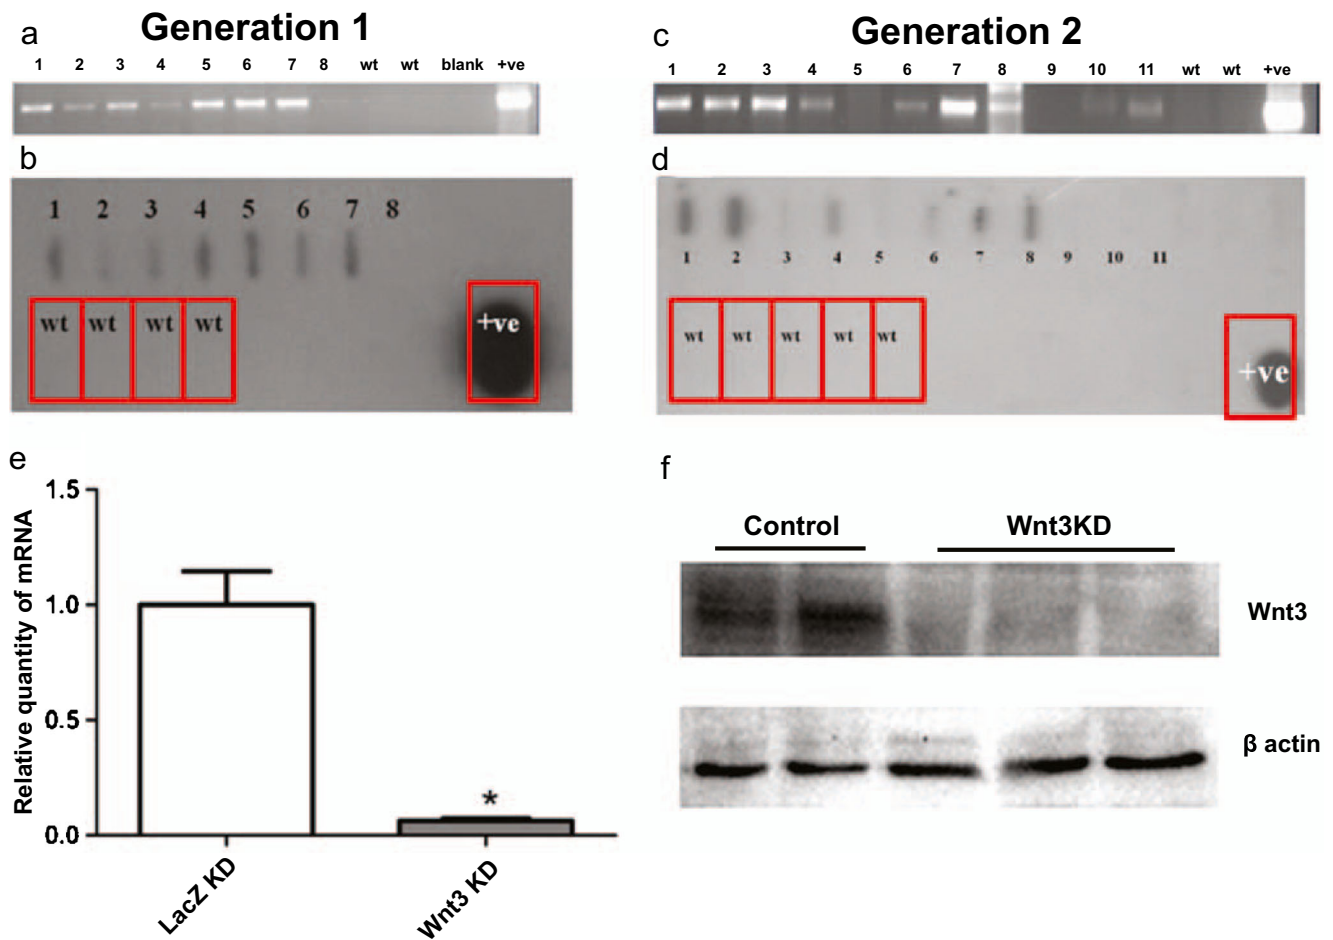 a Generation 1
1 2 3 4 5 6 7 8 wt wt blank +ve
b
1 2 3 4 5 6 7 8
wt wt wt wt +ve
c Generation 2
1 2 3 4 5 6 7 8 9 10 11 wt wt +ve
d
1 2 3 4 5 6 7 8 9 10 11
wt wt wt wt wt +ve
e
Relative quantity of mRNA
1.5
1.0
0.5
0.0
*
LacZ KD
Wnt3 KD
f
Control Wnt3KD
Wnt3
β actin